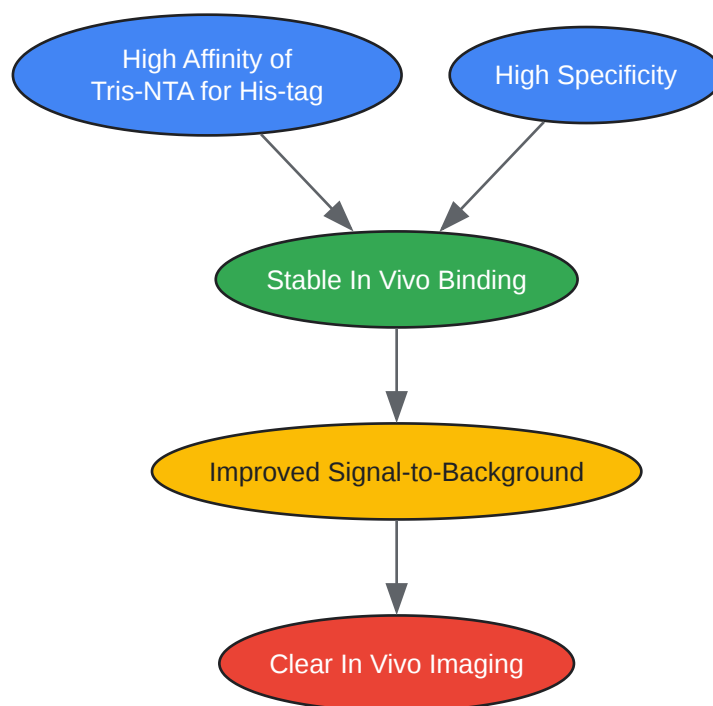 High Affinity of
Tris-NTA for His-tag
High Specificity
Stable In Vivo Binding
Improved Signal-to-Background
Clear In Vivo Imaging